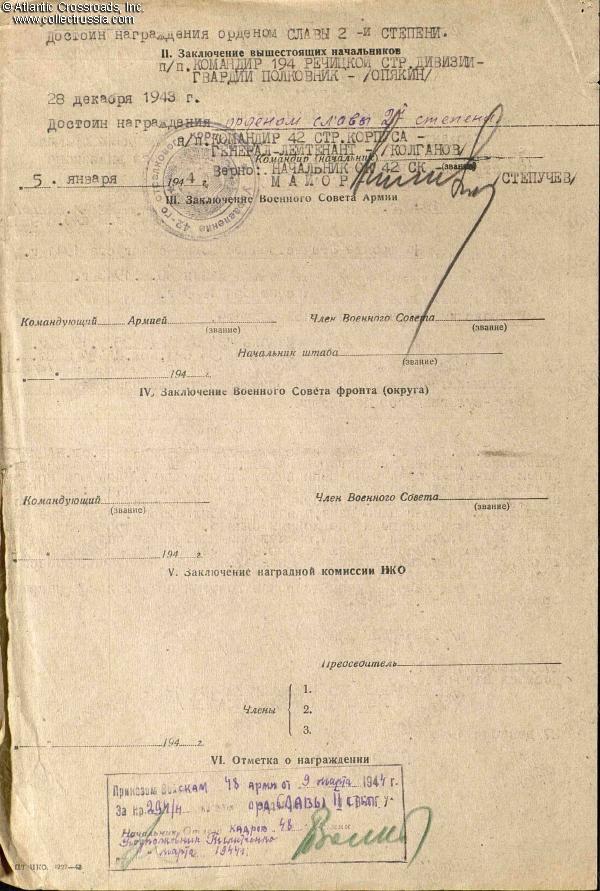 © Atlantic Crossroads, Inc.
www.collectrussia.com
достоин награждения орденом СЛАВЫ 2 -и СТЕПЕНИ.
II. Заключение вышестоящих начальников
п/п. КОМАНДИР 194 РЕЧИЦКОЙ СТР. ДИВИЗИИ-
ГВАРДИИ ПОЛКОВНИК - /ОПЯКИН/
28 декабря 1943 г.
Достоин награждения орденом славы 2й степени
п/п. КОМАНДИР 42 СТР. КОРПУСА -
ГЕНЕРАЛ-ЛЕЙТЕНАНТ - /КОЛГАНОВ/
Командир (начальник) (звание)
Верно: НАЧАЛЬНИК ОК 42 СК -
5. января 1944 г. МАЙОР /СТЕПУЧЕВ/
III. Заключение Военного Совета Армии
Командующий Армией Член Военного Совета
(звание) (звание)
Начальник штаба
(звание)
" " 194 г.
IV. Заключение Военного Совета фронта (округа)
Командующий Член Военного Совета
(звание) (звание)
" " 194 г.
V. Заключение наградной комиссии НКО
Председатель
Члены
1.
2.
3.
" " 194 г.
VI. Отметка о награждении
Приказом Войскам 48 арми от 9 марта 1944 г
За нр. СЛАВЫ II степ.
Начальник Отдела кадров 48 армии
Подполковник
" марта 1944г.